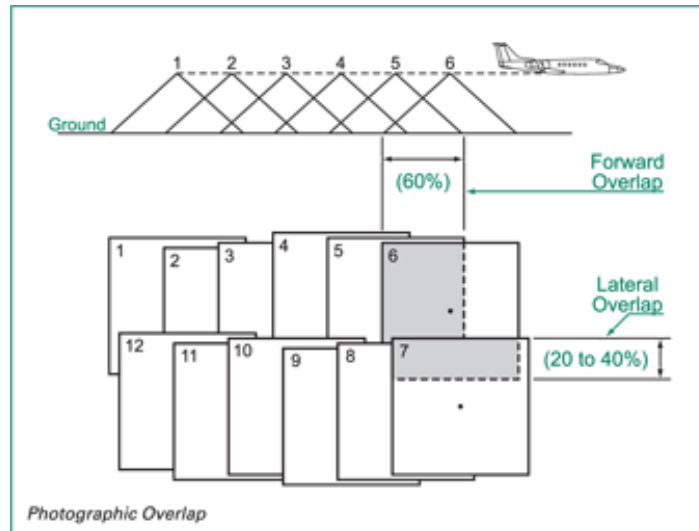 1 2 3 4 5 6
Ground
(60%)
Forward
Overlap
1
2
3
4
5
6
Lateral
Overlap
12
11
10
9
8
7
(20 to 40%)
Photographic Overlap